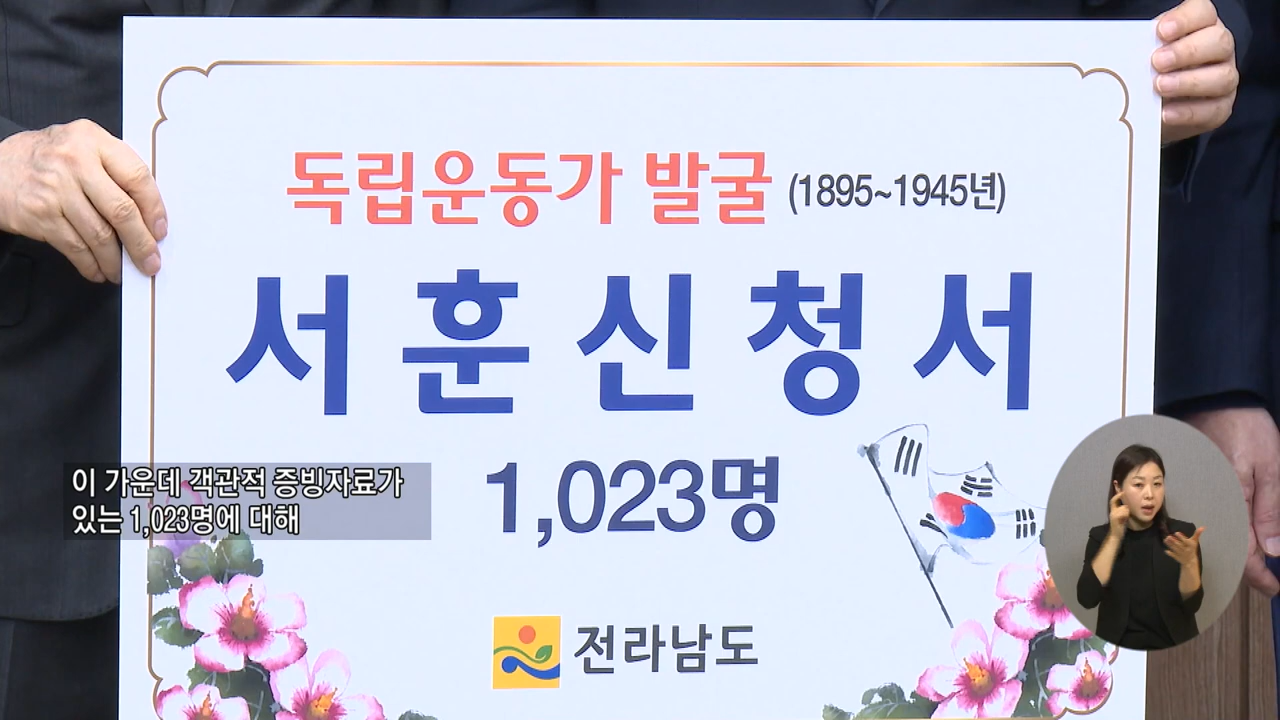 독립운동가 발굴 (1895~1945년)
서훈신청서
1,023명
전라남도
이 가운데 객관적 증빙자료가
있는 1,023명에 대해